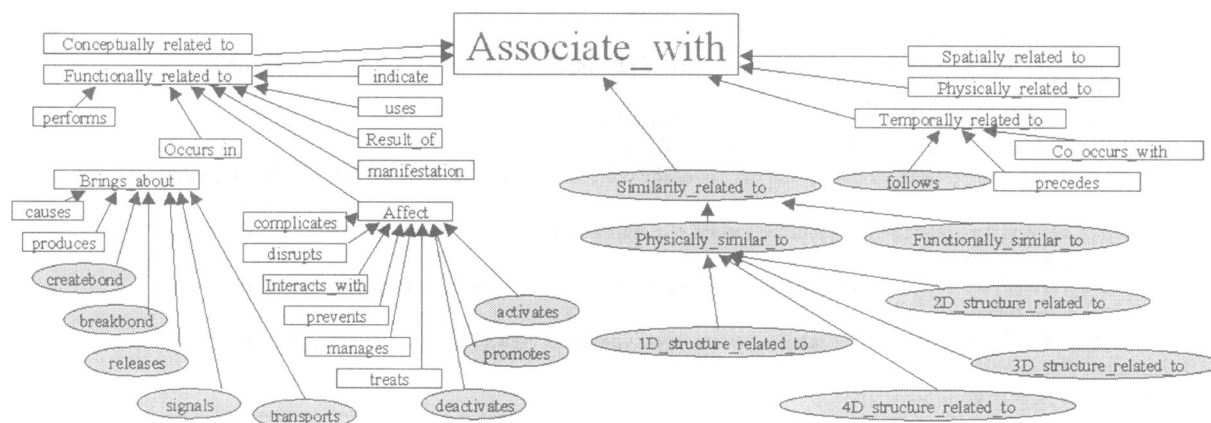 Associate_with
Conceptually_related_to
Functionally_related_to
indicate
Spatially_related_to
Physically_related_to
uses
performs
Temporally_related_to
Result_of
Occurs_in
Co_occurs_with
manifestation
Brings_about
Similarity_related_to
follows
precedes
causes
complicates
Affect
produces
disrupts
Physically_similar_to
Functionally_similar_to
createbond
Interacts_with
breakbond
prevents
activates
2D_structure_related_to
releases
manages
promotes
1D_structure_related_to
treats
3D_structure_related_to
signals
transports
deactivates
4D_structure_related_to